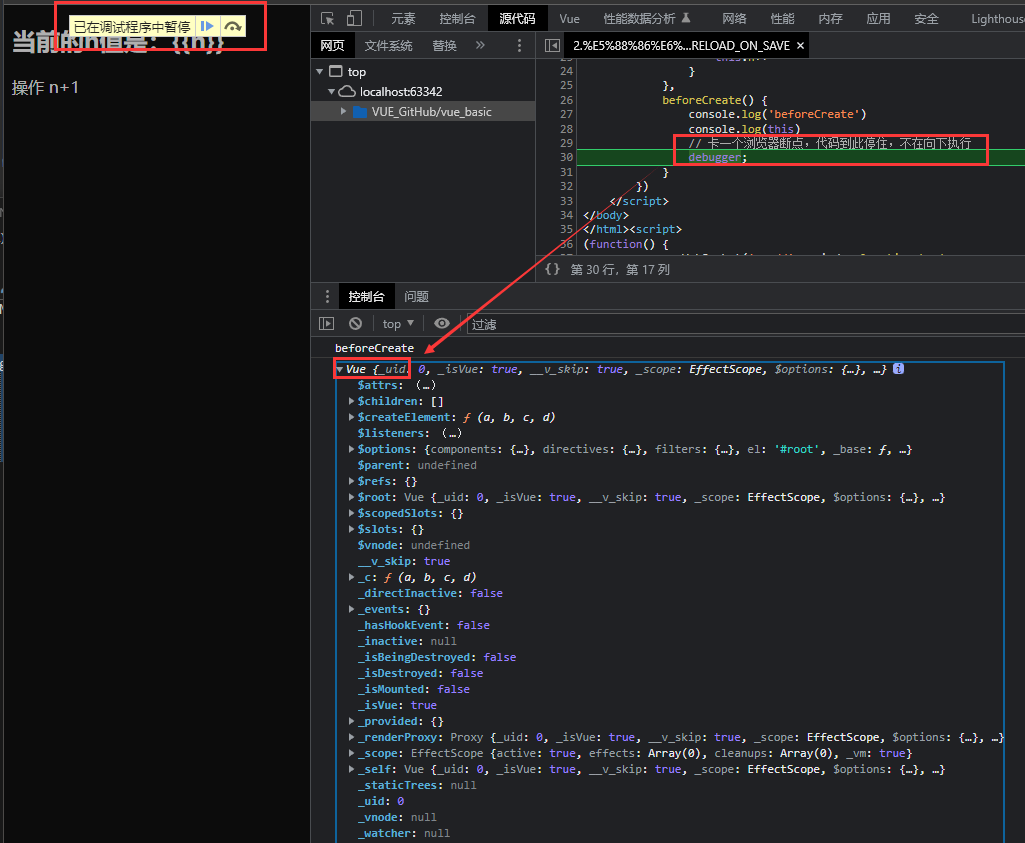 已在调试程序中暂停
当前的n值是：{{n}}
操作 n+1
元素 控制台 源代码 Vue 性能数据分析 网络 性能 内存 应用 安全 Lighthouse
网页 文件系统 替换 »
2.%E5%88%86%E6%...RELOAD_ON_SAVE ×
top
localhost:63342
VUE_GitHub/vue_basic
24 }
25 },
26 beforeCreate() {
27 console.log('beforeCreate')
28 console.log(this)
29 // 卡一个浏览器断点，代码到此停住，不在向下执行
30 debugger;
31 }
32 })
33 </script>
34 </body>
35 </html><script>
36 (function() {
{} 第 30 行，第 17 列
控制台 问题
top ▼ 过滤
beforeCreate
Vue {_uid: 0, _isVue: true, __v_skip: true, _scope: EffectScope, $options: {…}, …}
$attrs: (…)
$children: []
$createElement: ƒ (a, b, c, d)
$listeners: (…)
$options: {components: {…}, directives: {…}, filters: {…}, el: '#root', _base: ƒ, …}
$parent: undefined
$refs: {}
$root: Vue {_uid: 0, _isVue: true, __v_skip: true, _scope: EffectScope, $options: {…}, …}
$scopedSlots: {}
$slots: {}
$vnode: undefined
__v_skip: true
_c: ƒ (a, b, c, d)
_directInactive: false
_events: {}
_hasHookEvent: false
_inactive: null
_isBeingDestroyed: false
_isDestroyed: false
_isMounted: false
_isVue: true
_provided: {}
_renderProxy: Proxy {_uid: 0, _isVue: true, __v_skip: true, _scope: EffectScope, $options: {…}, …}
_scope: EffectScope {active: true, effects: Array(0), cleanups: Array(0), _vm: true}
_self: Vue {_uid: 0, _isVue: true, __v_skip: true, _scope: EffectScope, $options: {…}, …}
_staticTrees: null
_uid: 0
_vnode: null
_watcher: null